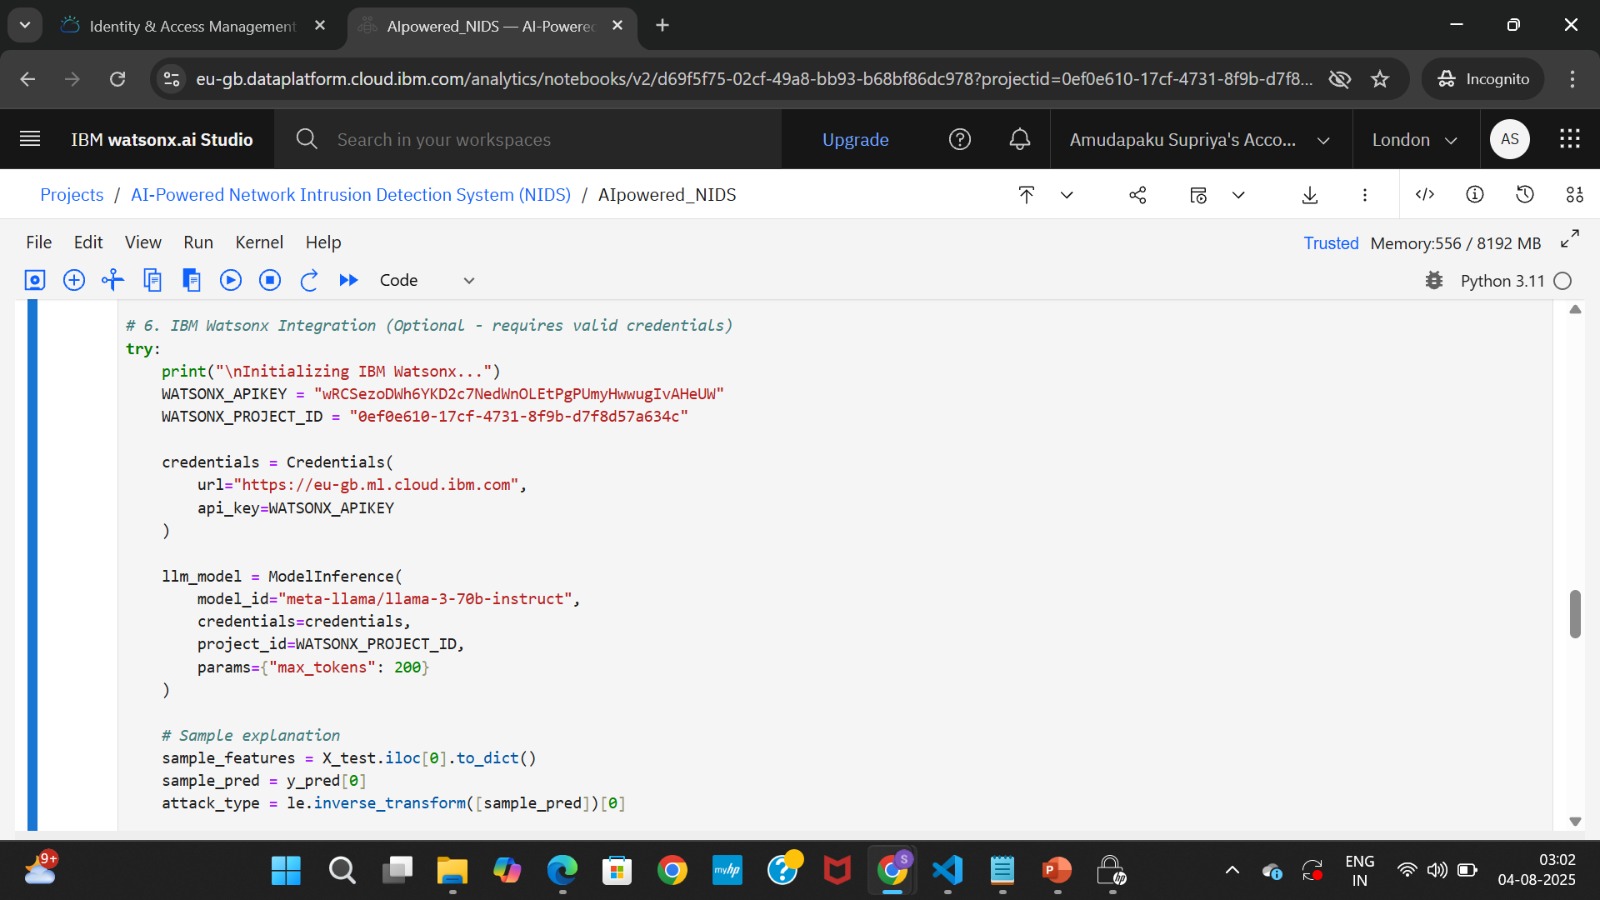 Identity & Access Management
AIpowered_NIDS — AI-Powered
eu-gb.dataplatform.cloud.ibm.com/analytics/notebooks/v2/d69f5f75-02cf-49a8-bb93-b68bf86dc978?projectid=0ef0e610-17cf-4731-8f9b-d7f8...
Incognito
IBM watsonx.ai Studio
Search in your workspaces
Upgrade
Amudapaku Supriya's Acco...
London
AS
Projects / AI-Powered Network Intrusion Detection System (NIDS) / AIpowered_NIDS
File Edit View Run Kernel Help
Trusted Memory:556 / 8192 MB
Code
Python 3.11
# 6. IBM Watsonx Integration (Optional - requires valid credentials)
try:
print("\nInitializing IBM Watsonx...")
WATSONX_APIKEY = "wRCSezoDWh6YKD2c7NedWnOLEtPgPUmyHwwugIvAHeUW"
WATSONX_PROJECT_ID = "0ef0e610-17cf-4731-8f9b-d7f8d57a634c"
credentials = Credentials(
url="https://eu-gb.ml.cloud.ibm.com",
api_key=WATSONX_APIKEY
)
llm_model = ModelInference(
model_id="meta-llama/llama-3-70b-instruct",
credentials=credentials,
project_id=WATSONX_PROJECT_ID,
params={"max_tokens": 200}
)
# Sample explanation
sample_features = X_test.iloc[0].to_dict()
sample_pred = y_pred[0]
attack_type = le.inverse_transform([sample_pred])[0]
9+
myhp
S
P
hp
ENG
IN
03:02
04-08-2025